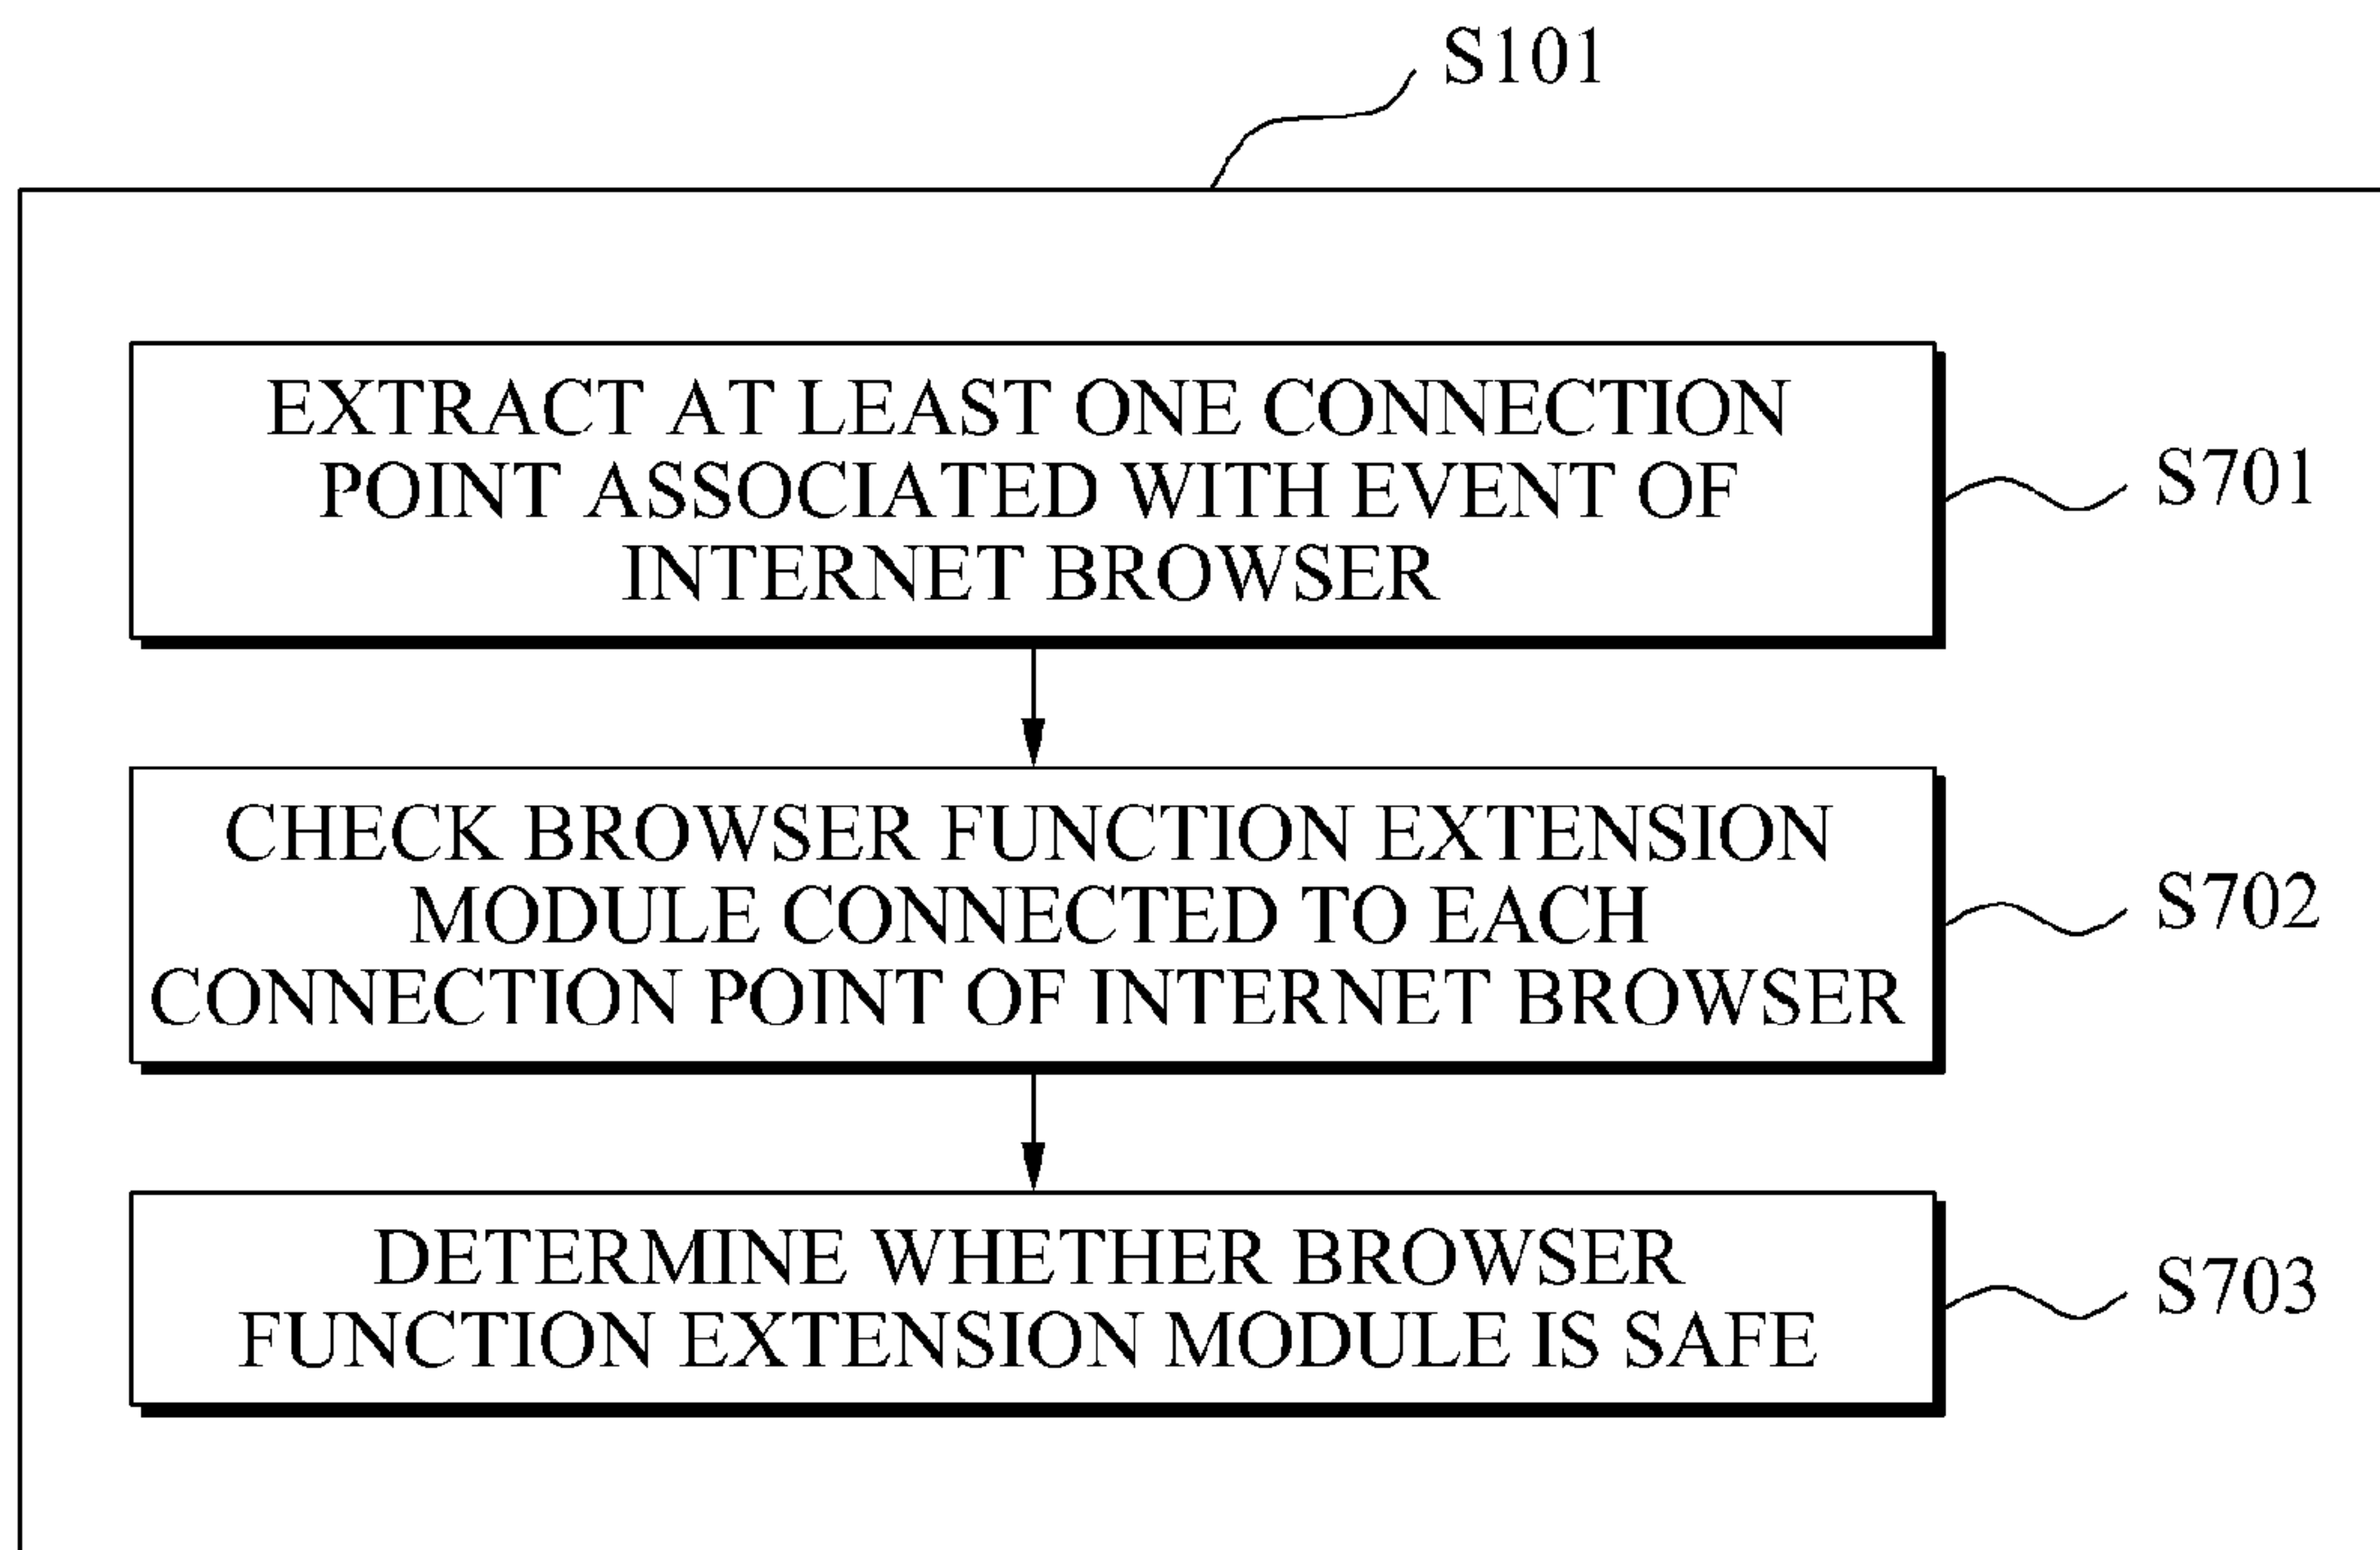 S101
EXTRACT AT LEAST ONE CONNECTION
POINT ASSOCIATED WITH EVENT OF
INTERNET BROWSER
S701
CHECK BROWSER FUNCTION EXTENSION
MODULE CONNECTED TO EACH
CONNECTION POINT OF INTERNET BROWSER
S702
DETERMINE WHETHER BROWSER
FUNCTION EXTENSION MODULE IS SAFE
S703